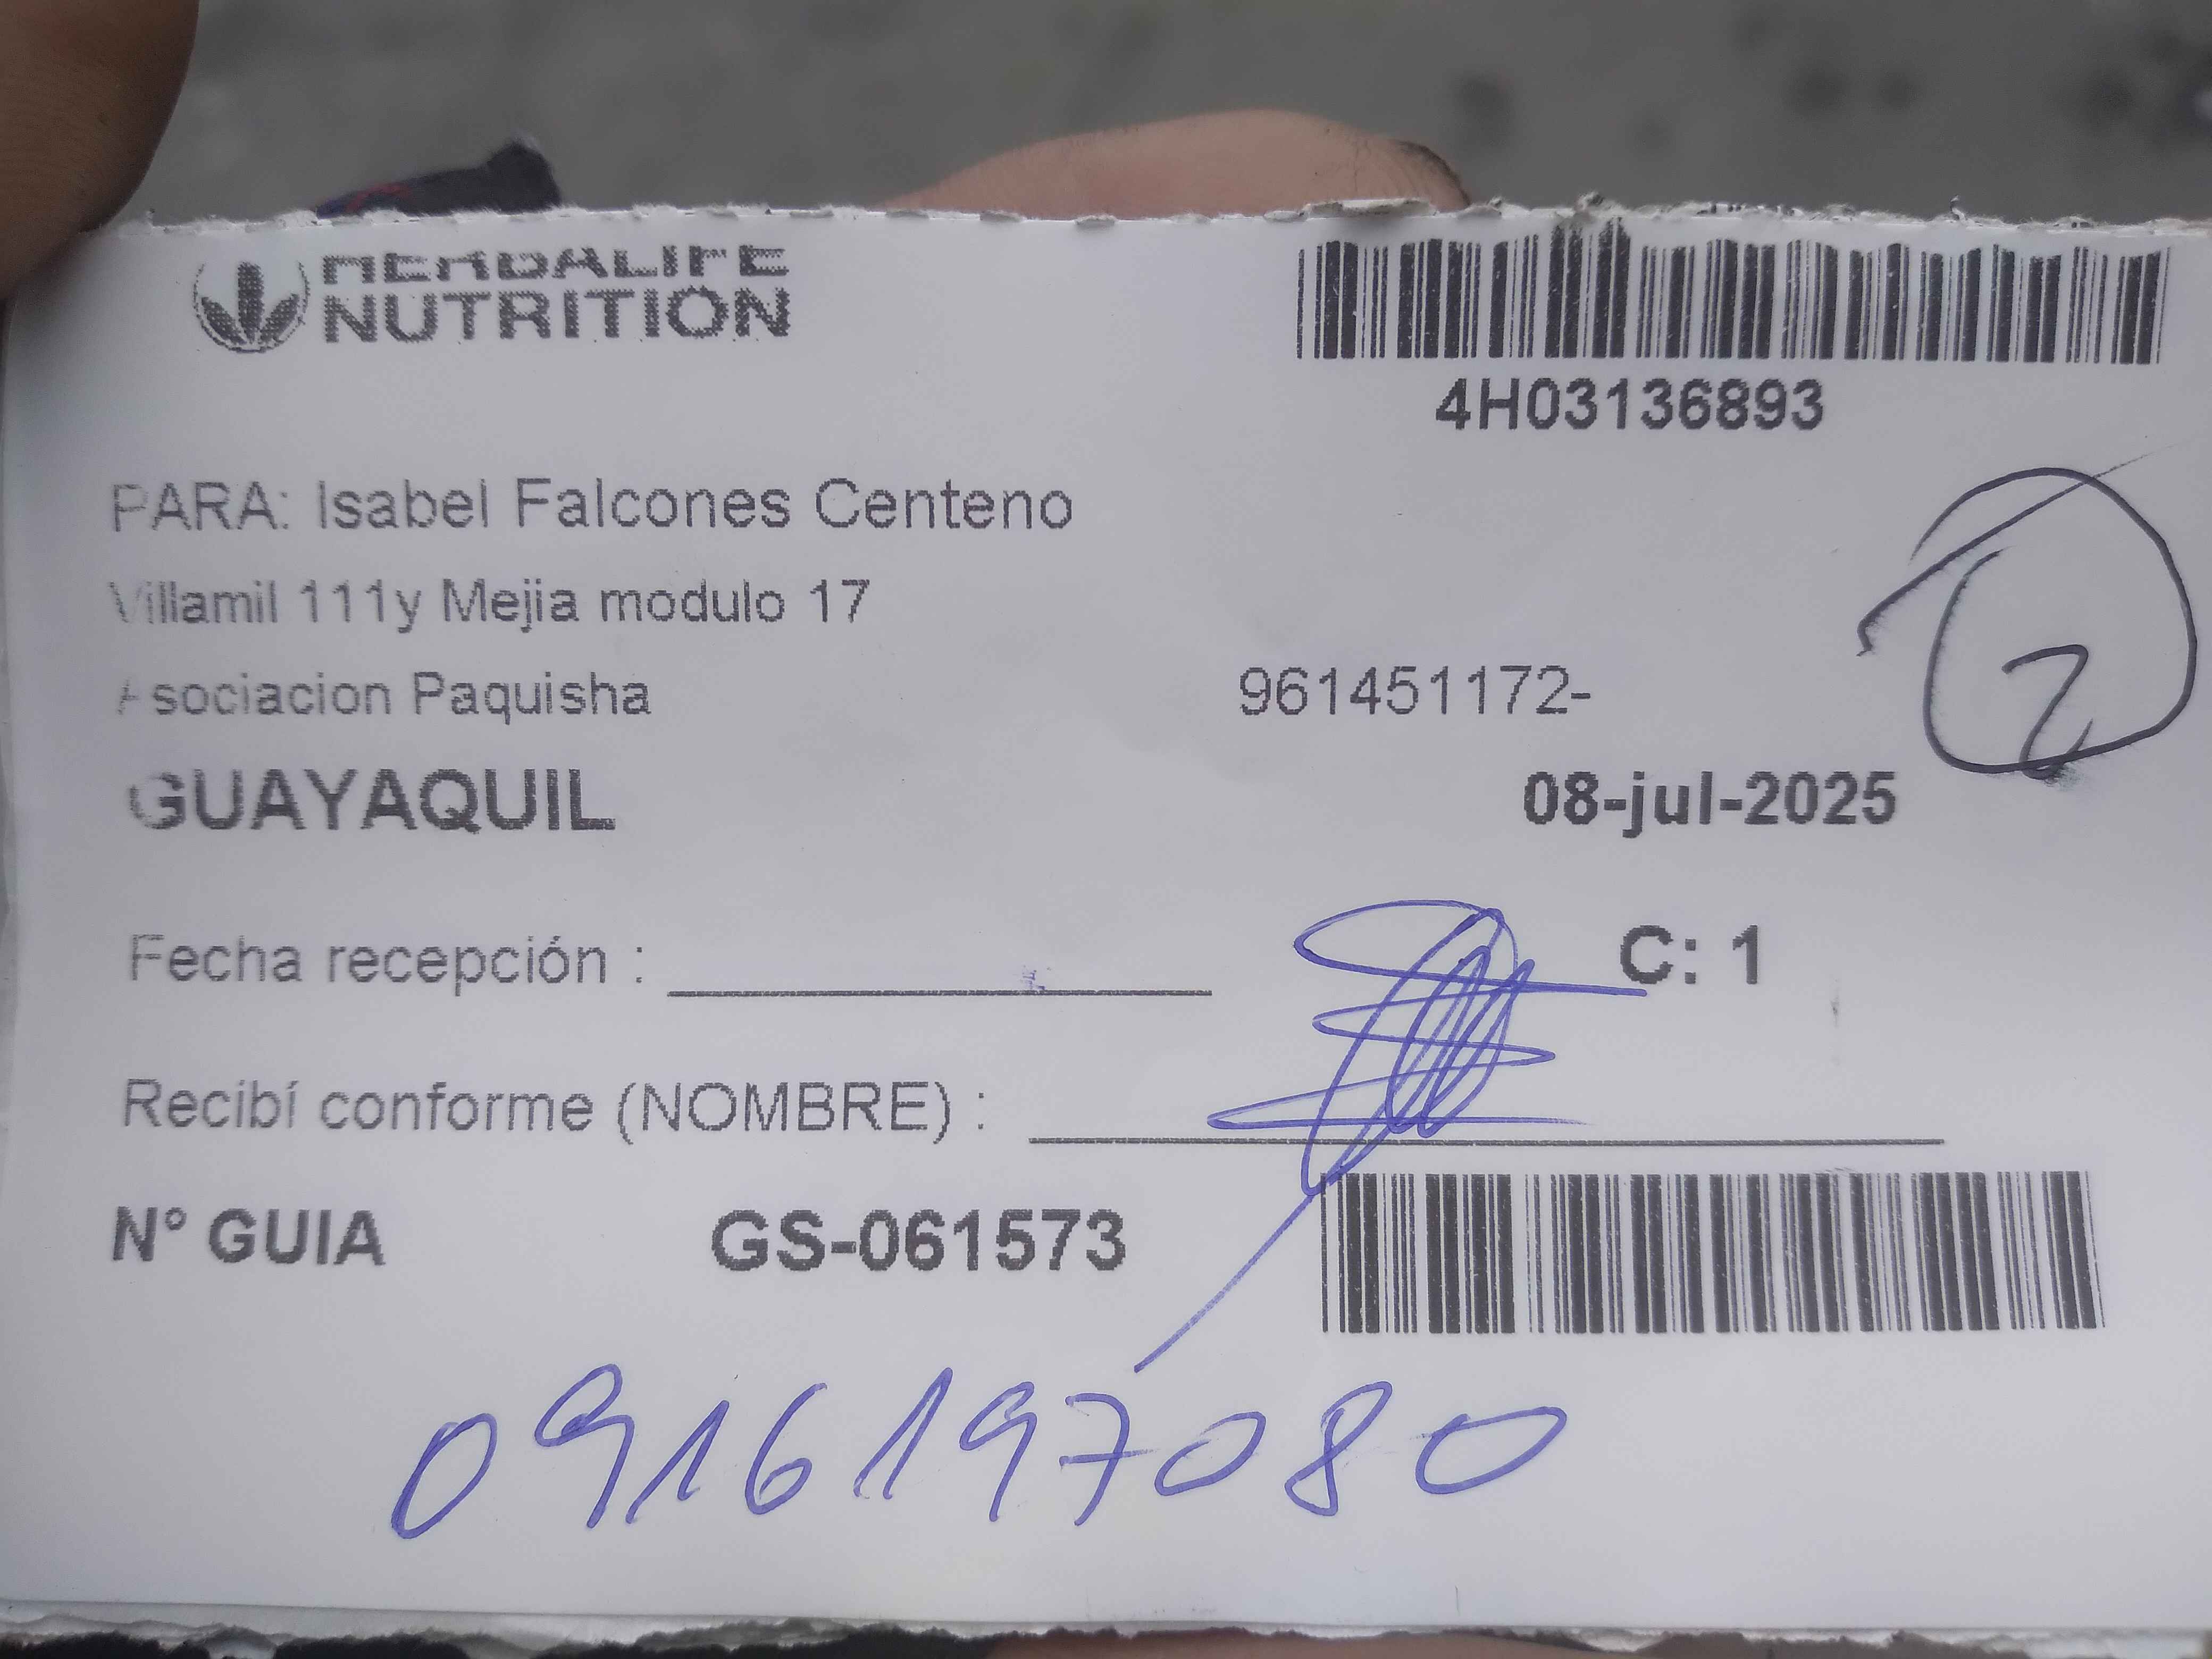 HERBALIFE
NUTRITION
4H03136893
PARA: Isabel Falcones Centeno
Villamil 111y Mejia modulo 17
Asociacion Paquisha
961451172-
2
GUAYAQUIL
08-jul-2025
Fecha recepción :
C: 1
Recibí conforme (NOMBRE) :
N° GUIA GS-061573
0916197080